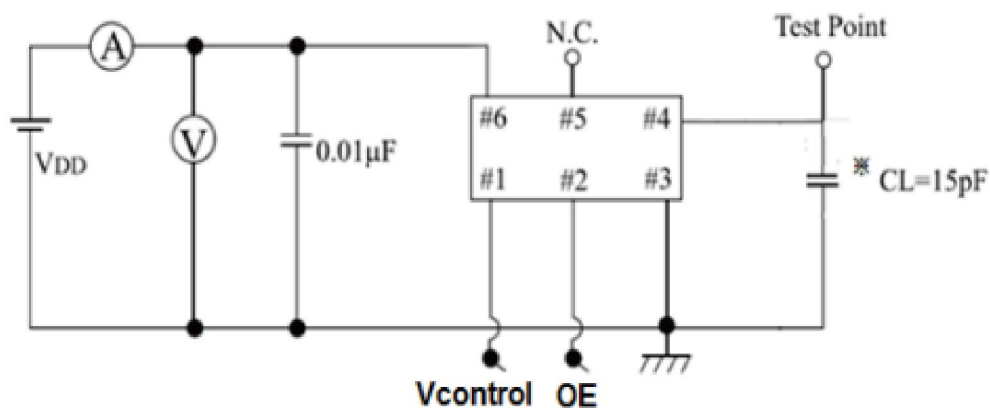 N.C.
Test Point
A
#6 #5 #4
V
0.01μF
VDD
※ CL=15pF
#1 #2 #3
Vcontrol OE